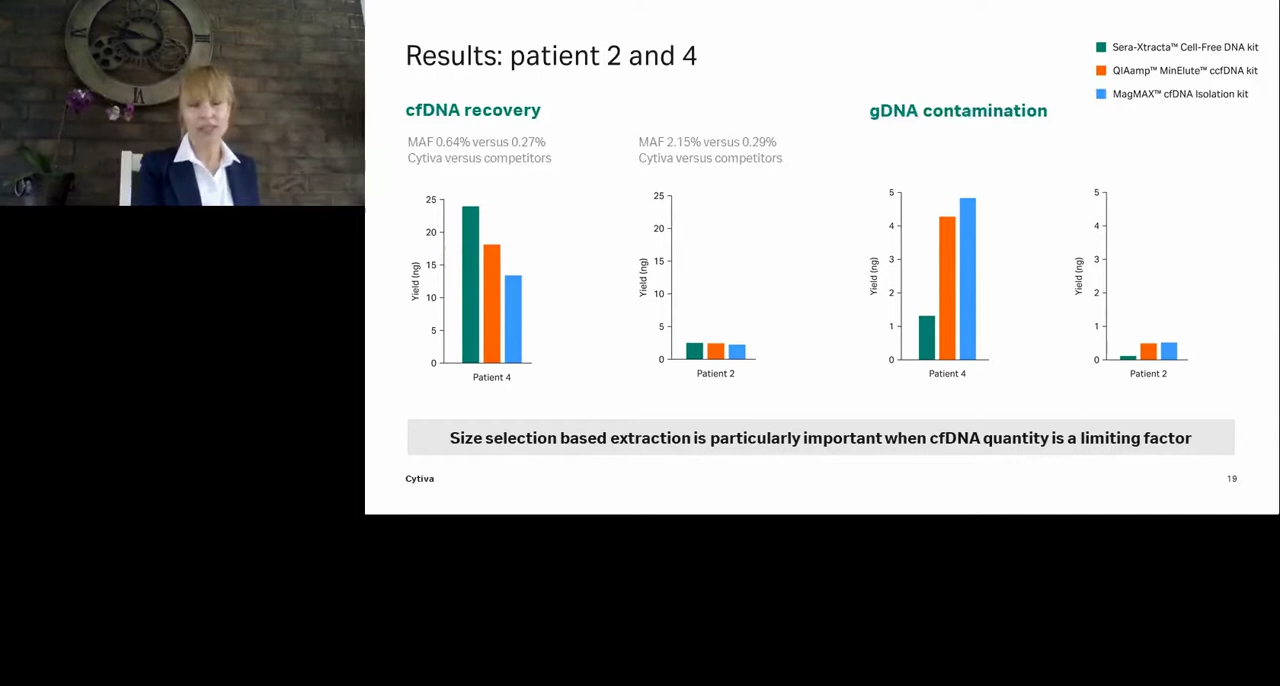 Results: patient 2 and 4
Sera-Xtracta™ Cell-Free DNA kit
QIAamp™ MinElute™ ccfDNA kit
MagMAX™ cfDNA Isolation kit
cfDNA recovery
gDNA contamination
MAF 0.64% versus 0.27%
Cytiva versus competitors
MAF 2.15% versus 0.29%
Cytiva versus competitors
Yield (ng)
25
20
15
10
5
0
Patient 4
Yield (ng)
25
20
15
10
5
0
Patient 2
Yield (ng)
5
4
3
2
1
0
Patient 4
Yield (ng)
5
4
3
2
1
0
Patient 2
Size selection based extraction is particularly important when cfDNA quantity is a limiting factor
Cytiva
19